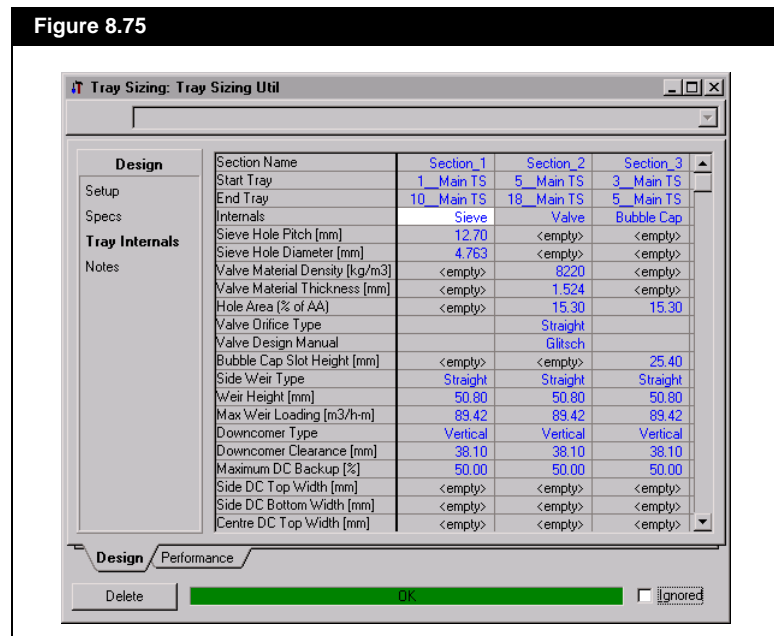 Figure 8.75
Tray Sizing: Tray Sizing Util
Design
Setup
Specs
Tray Internals
Notes
Section Name Section_1 Section_2 Section_3
Start Tray 1__Main TS 5__Main TS 3__Main TS
End Tray 10__Main TS 18__Main TS 5__Main TS
Internals Sieve Valve Bubble Cap
Sieve Hole Pitch [mm] 12.70 <empty> <empty>
Sieve Hole Diameter [mm] 4.763 <empty> <empty>
Valve Material Density [kg/m3] <empty> 8220 <empty>
Valve Material Thickness [mm] <empty> 1.524 <empty>
Hole Area (% of AA) <empty> 15.30 15.30
Valve Orifice Type Straight
Valve Design Manual Glitsch
Bubble Cap Slot Height [mm] <empty> <empty> 25.40
Side Weir Type Straight Straight Straight
Weir Height [mm] 50.80 50.80 50.80
Max Weir Loading [m3/h-m] 89.42 89.42 89.42
Downcomer Type Vertical Vertical Vertical
Downcomer Clearance [mm] 38.10 38.10 38.10
Maximum DC Backup [%] 50.00 50.00 50.00
Side DC Top Width [mm] <empty> <empty> <empty>
Side DC Bottom Width [mm] <empty> <empty> <empty>
Centre DC Top Width [mm] <empty> <empty> <empty>
Design Performance
Delete OK Ignored